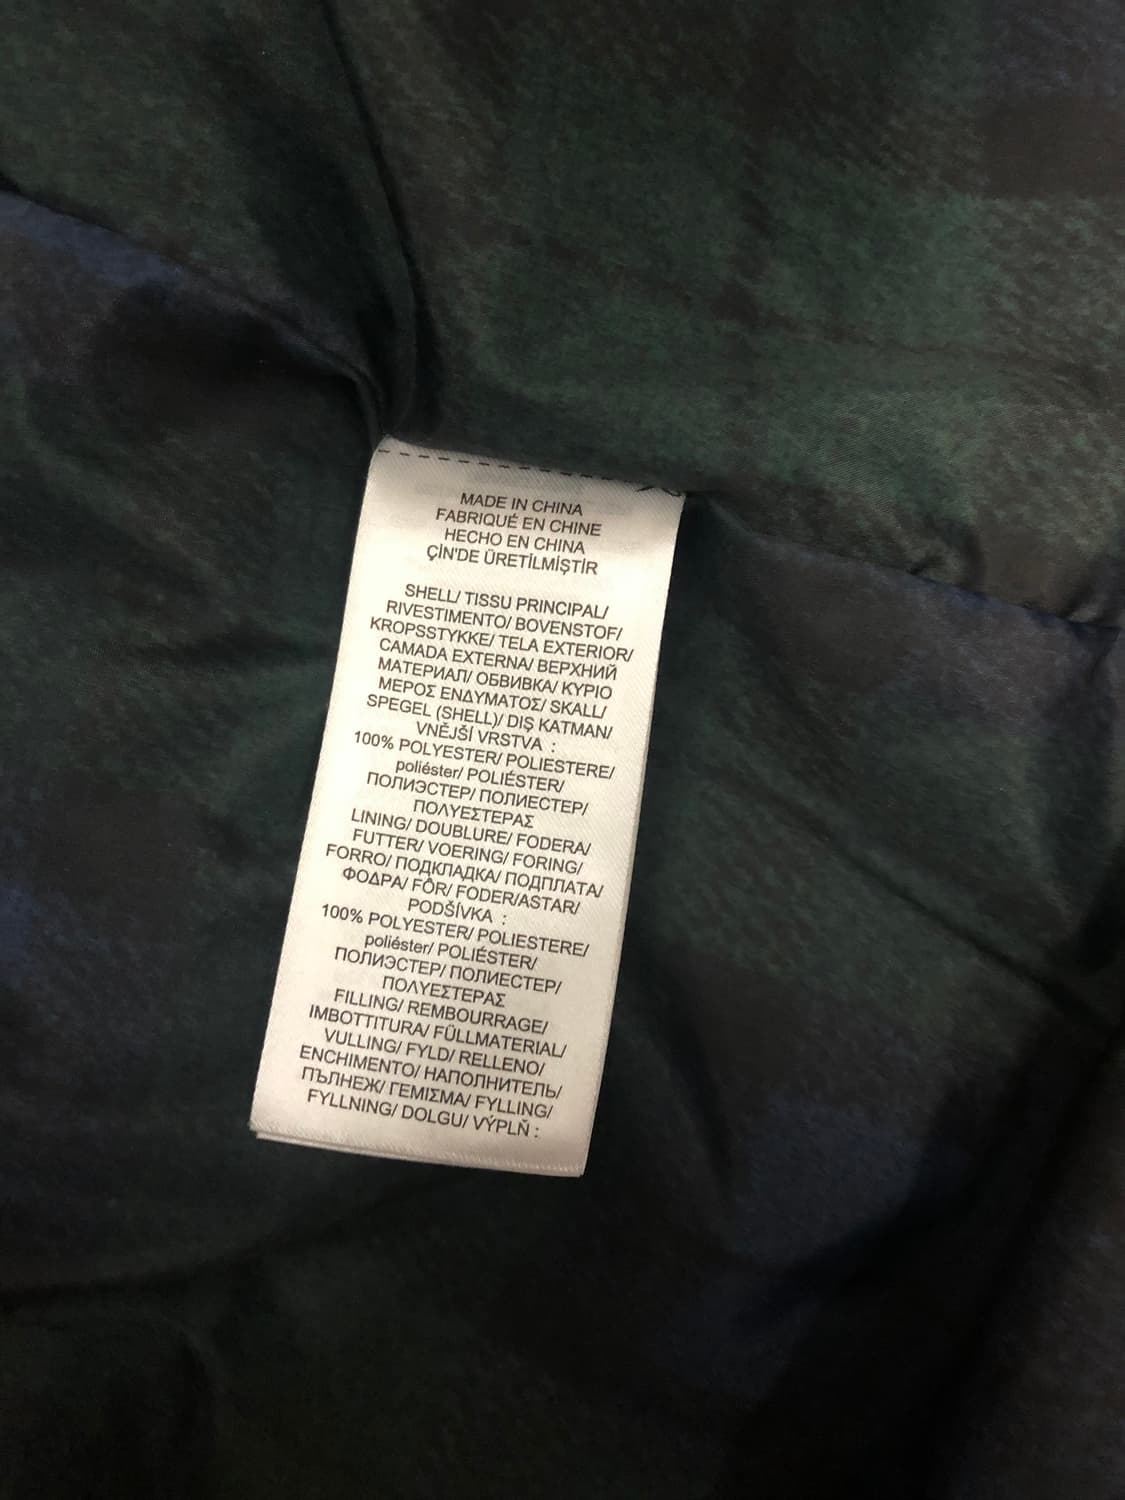 MADE IN CHINA
FABRIQUÉ EN CHINE
HECHO EN CHINA
ÇİN'DE ÜRETİLMİŞTİR
SHELL/ TISSU PRINCIPAL/
RIVESTIMENTO/ BOVENSTOF/
KROPSSTYKKE/ TELA EXTERIOR/
CAMADA EXTERNA/ ВЕРХНИЙ
МАТЕРИАЛ/ ОБВИВКА/ ΚΥΡΙΟ
ΜΕΡΟΣ ΕΝΔΥΜΑΤΟΣ/ SKALL/
SPEGEL (SHELL)/ DIŞ KATMAN/
VNĚJŠÍ VRSTVA :
100% POLYESTER/ POLIESTERE/
poliéster/ POLIÉSTER/
ПОЛИЭСТЕР/ ПОЛИЕСТЕР/
ΠΟΛΥΕΣΤΕΡΑΣ
LINING/ DOUBLURE/ FODERA/
FUTTER/ VOERING/ FORING/
FORRO/ ПОДКЛАДКА/ ПОДПЛАТА/
ΦΟΔΡΑ/ FÔR/ FODER/ASTAR/
PODŠÍVKA :
100% POLYESTER/ POLIESTERE/
poliéster/ POLIÉSTER/
ПОЛИЭСТЕР/ ПОЛИЕСТЕР/
ΠΟΛΥΕΣΤΕΡΑΣ
FILLING/ REMBOURRAGE/
IMBOTTITURA/ FÜLLMATERIAL/
VULLING/ FYLD/ RELLENO/
ENCHIMENTO/ НАПОЛНИТЕЛЬ/
ПЪЛНЕЖ/ ΓΕΜΙΣΜΑ/ FYLLING/
FYLLNING/ DOLGU/ VÝPLŇ :